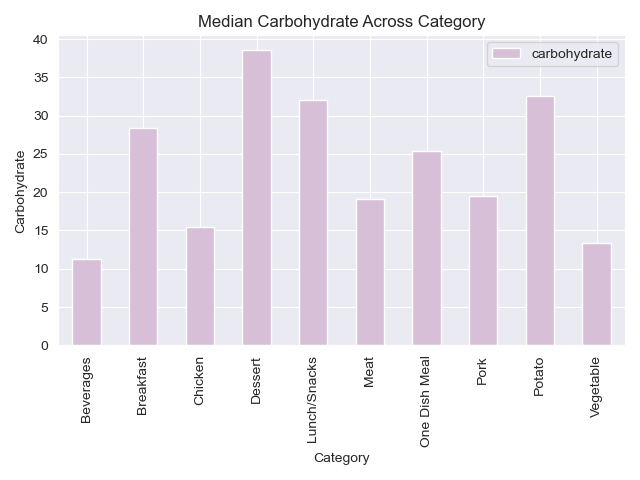 Median Carbohydrate Across Category
carbohydrate
Carbohydrate
40
35
30
25
20
15
10
5
0
Beverages
Breakfast
Chicken
Dessert
Lunch/Snacks
Meat
One Dish Meal
Pork
Potato
Vegetable
Category